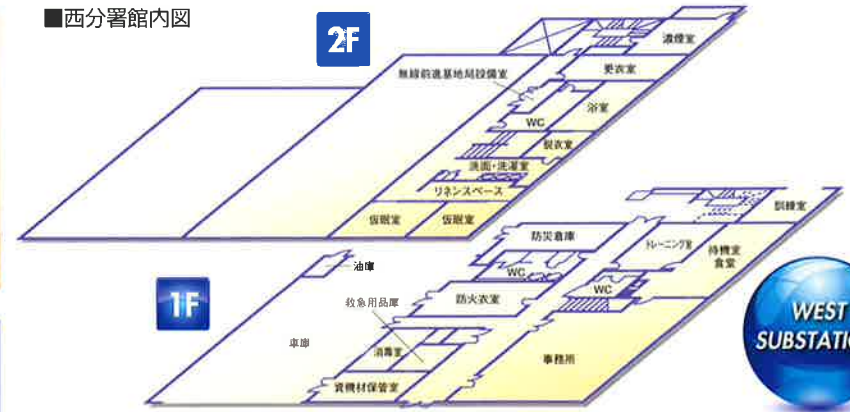 ■西分署館内図
2F
濃煙室
無線前進基地局設備室
更衣室
浴室
WC
脱衣室
洗面・洗濯室
リネンスペース
仮眠室
仮眠室
訓練室
防災倉庫
トレーニング室
待機室
食堂
油庫
WC
WC
1F
救急用品庫
防火衣室
車庫
消毒室
事務所
資機材保管室
WEST
SUBSTATI